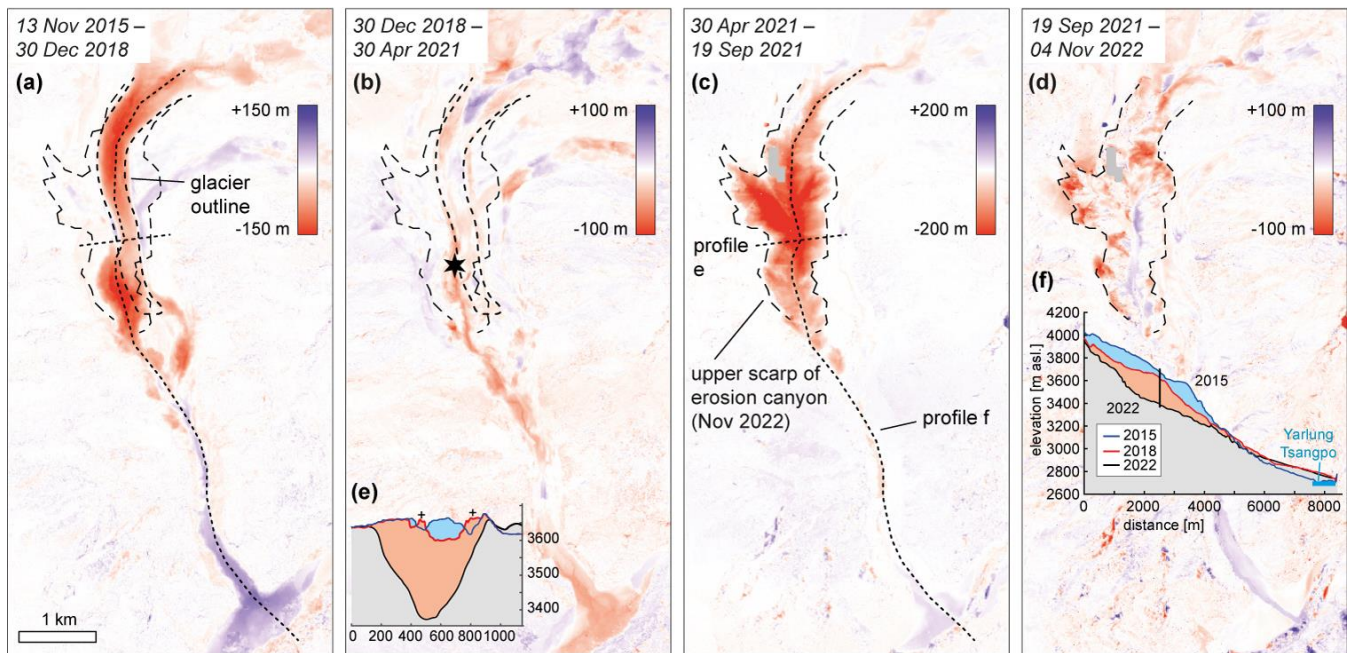 13 Nov 2015 –
30 Dec 2018
(a)
+150 m
-150 m
glacier
outline
1 km
30 Dec 2018 –
30 Apr 2021
(b)
+100 m
-100 m
(e)
+ +
3600
3500
3400
0 200 400 600 800 1000
30 Apr 2021 –
19 Sep 2021
(c)
+200 m
-200 m
profile
e
upper scarp of
erosion canyon
(Nov 2022)
profile f
19 Sep 2021 –
04 Nov 2022
(d)
+100 m
-100 m
(f)
4200
4000
3800
3600
3400
3200
3000
2800
2600
elevation [m asl.]
2015
2022
2015
2018
2022
Yarlung
Tsangpo
0 2000 4000 6000 8000
distance [m]